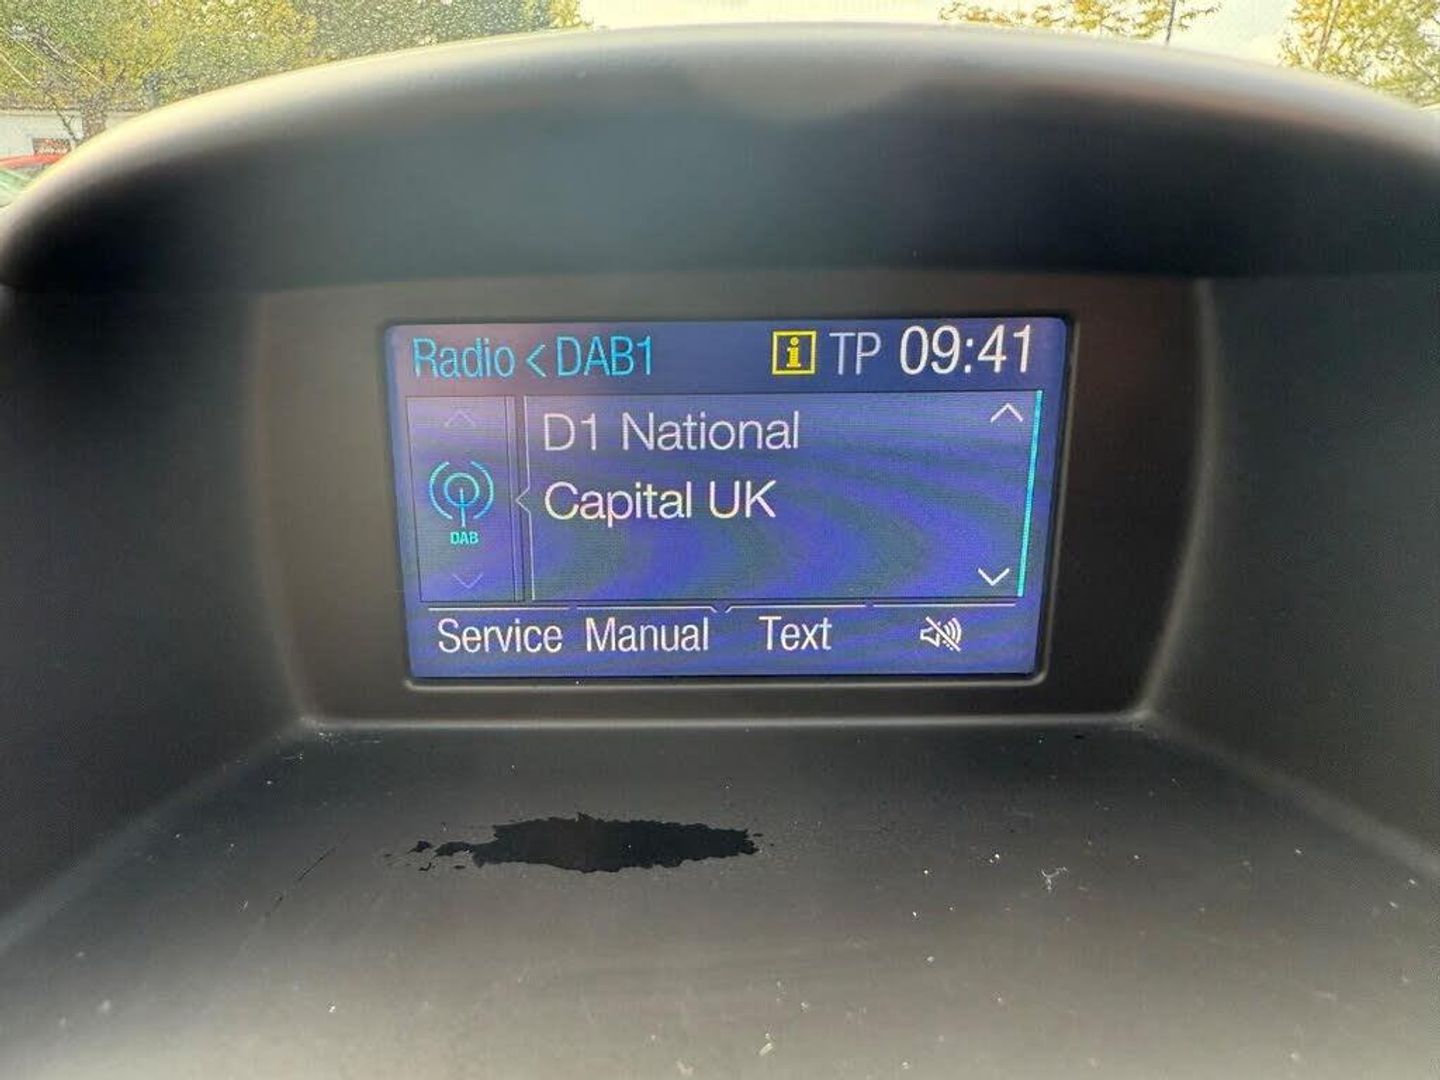 Radio < DAB1 i TP 09:41
D1 National
Capital UK
DAB
Service Manual Text